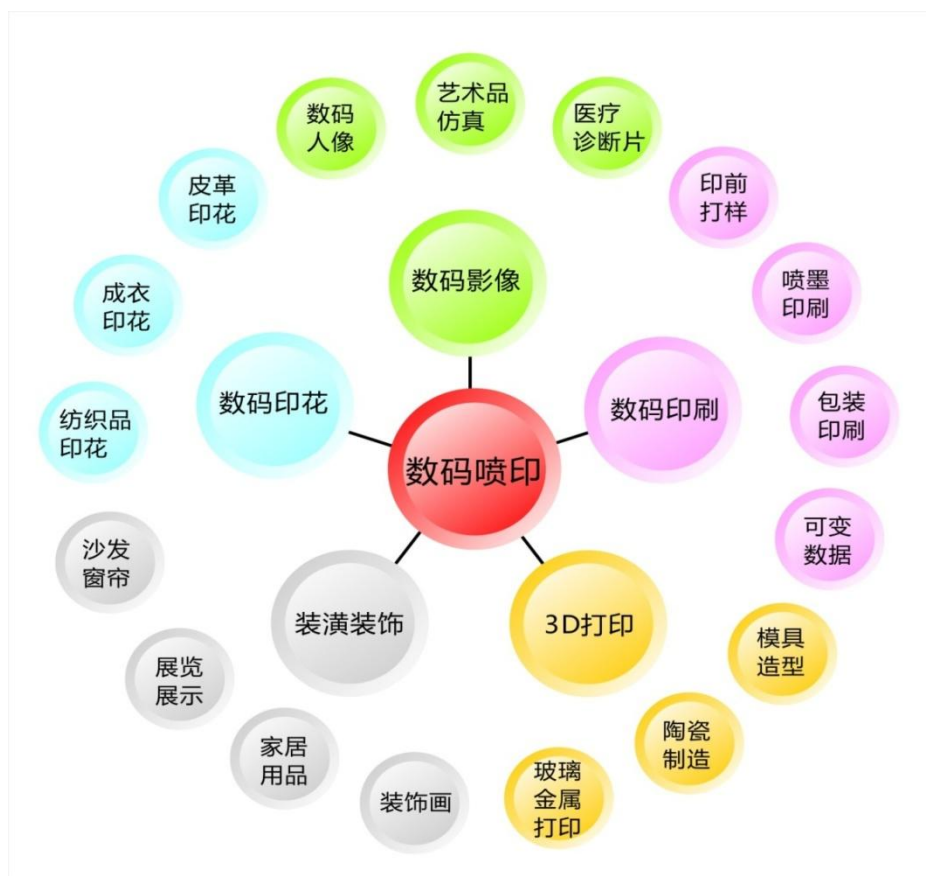 艺术品
仿真
数码
人像
医疗
诊断片
皮革
印花
印前
打样
数码影像
成衣
印花
喷墨
印刷
数码印花
数码印刷
纺织品
印花
包装
印刷
数码喷印
沙发
窗帘
可变
数据
装潢装饰
3D打印
模具
造型
展览
展示
陶瓷
制造
家居
用品
玻璃
金属
打印
装饰画